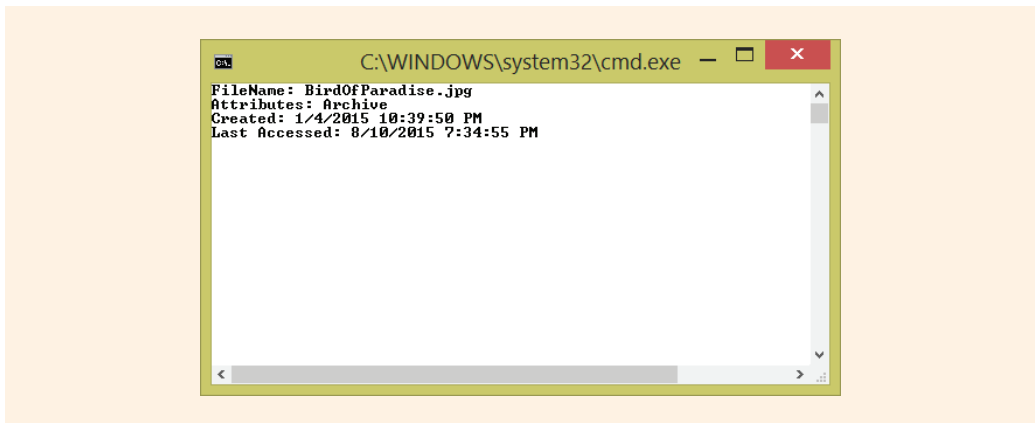 C:\WINDOWS\system32\cmd.exe
FileName: BirdOfParadise.jpg
Attributes: Archive
Created: 1/4/2015 10:39:50 PM
Last Accessed: 8/10/2015 7:34:55 PM